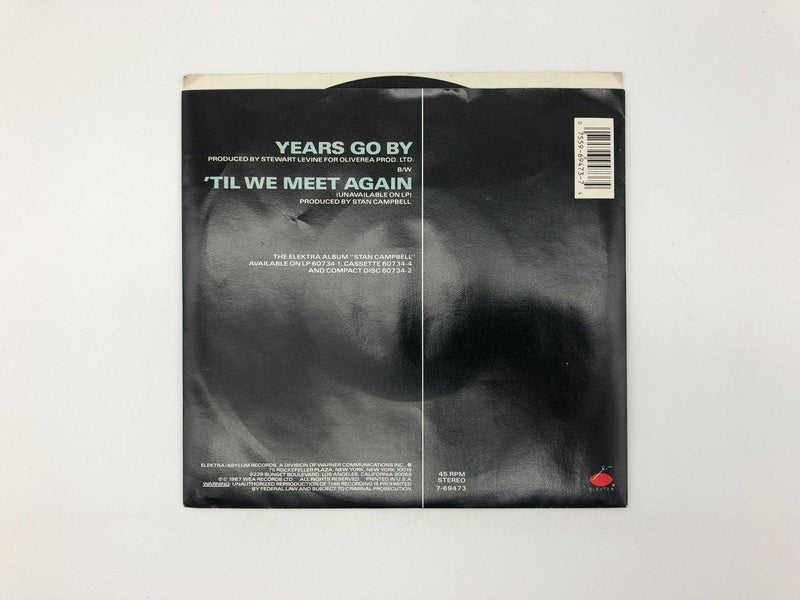 YEARS GO BY
PRODUCED BY STEWART LEVINE FOR OLIVEREA PROD. LTD.
B/W
'TIL WE MEET AGAIN
(UNAVAILABLE ON LP)
PRODUCED BY STAN CAMPBELL
THE ELEKTRA ALBUM "STAN CAMPBELL"
AVAILABLE ON LP 60734-1, CASSETTE 60734-4
AND COMPACT DISC 60734-2
0 7559-69473-7 4
ELEKTRA/ASYLUM RECORDS, A DIVISION OF WARNER COMMUNICATIONS INC.
75 ROCKEFELLER PLAZA, NEW YORK, NEW YORK 10019
9229 SUNSET BOULEVARD, LOS ANGELES, CALIFORNIA 90069
℗ © 1987 WEA RECORDS LTD. ALL RIGHTS RESERVED. PRINTED IN U.S.A.
WARNING: UNAUTHORIZED REPRODUCTION OF THIS RECORDING IS PROHIBITED
BY FEDERAL LAW AND SUBJECT TO CRIMINAL PROSECUTION.
45 RPM
STEREO
7-69473
ELEKTRA